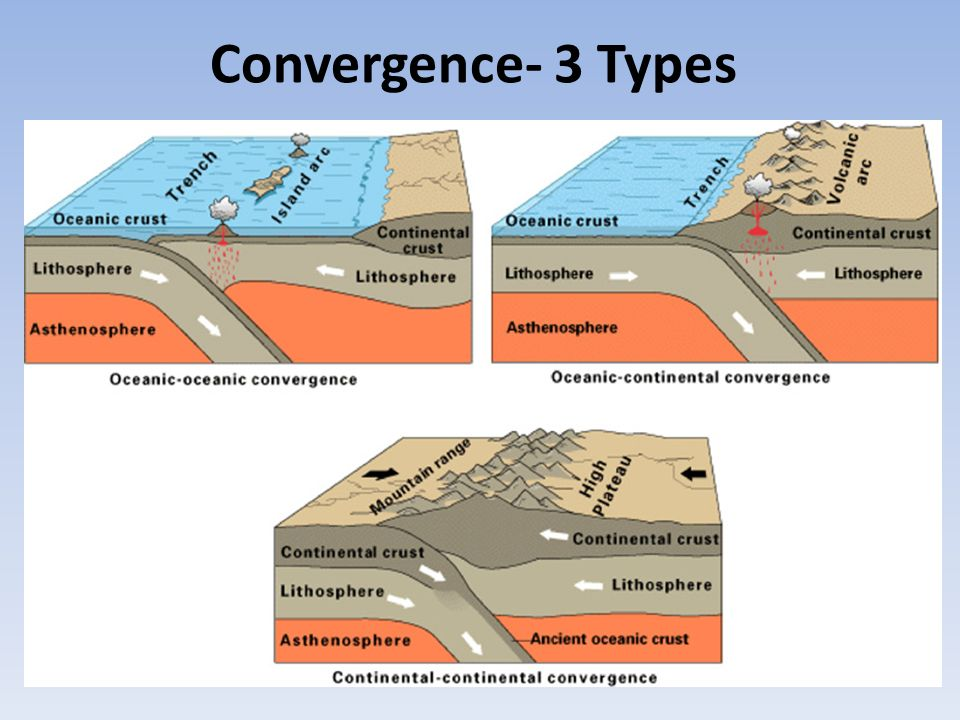 Convergence- 3 Types
Trench
Island arc
Oceanic crust
Continental
crust
Lithosphere
Lithosphere
Asthenosphere
Oceanic-oceanic convergence
Trench
Volcanic
arc
Oceanic crust
Continental crust
Lithosphere
Lithosphere
Asthenosphere
Oceanic-continental convergence
Mountain range
High
Plateau
Continental crust
Continental crust
Lithosphere
Lithosphere
Asthenosphere
Ancient oceanic crust
Continental-continental convergence